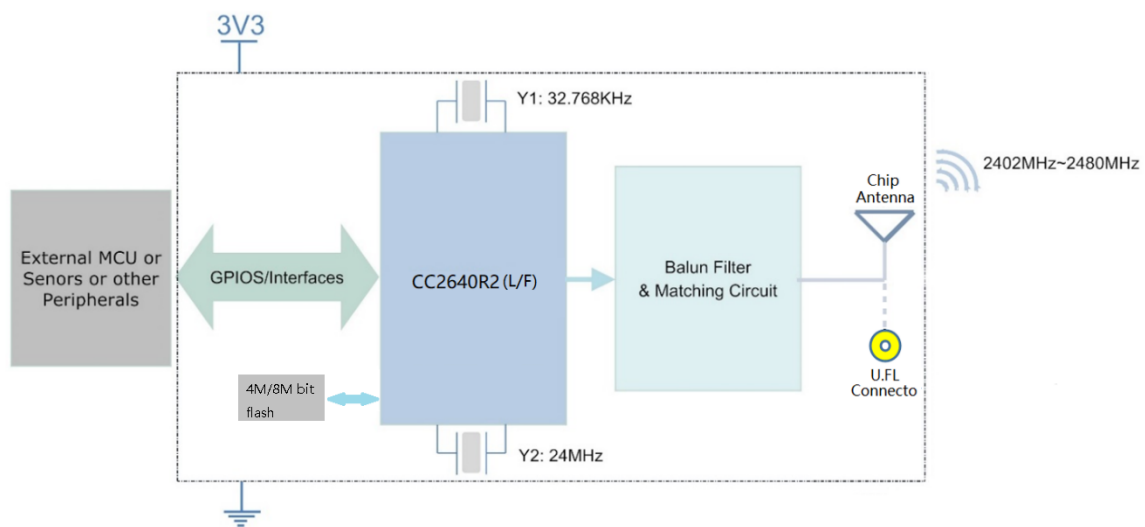 3V3
Y1: 32.768KHz
2402MHz~2480MHz
Chip
Antenna
External MCU or
Senors or other
Peripherals
GPIOS/Interfaces
CC2640R2 (L/F)
Balun Filter
& Matching Circuit
4M/8M bit
flash
U.FL
Connecto
Y2: 24MHz